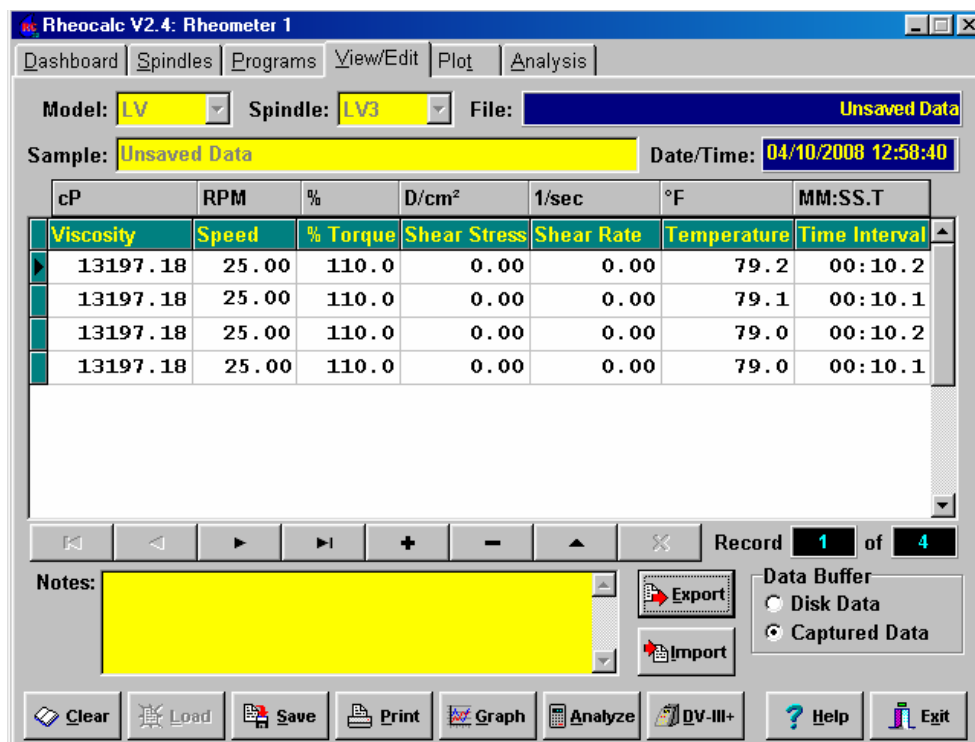 Rheocalc V2.4: Rheometer 1
Dashboard Spindles Programs View/Edit Plot Analysis
Model: LV Spindle: LV3 File: Unsaved Data
Sample: Unsaved Data Date/Time: 04/10/2008 12:58:40
cP RPM % D/cm² 1/sec °F MM:SS.T
Viscosity Speed % Torque Shear Stress Shear Rate Temperature Time Interval
13197.18 25.00 110.0 0.00 0.00 79.2 00:10.2
13197.18 25.00 110.0 0.00 0.00 79.1 00:10.1
13197.18 25.00 110.0 0.00 0.00 79.0 00:10.2
13197.18 25.00 110.0 0.00 0.00 79.0 00:10.1
Record 1 of 4
Notes: Export Data Buffer
Disk Data
Captured Data
Import
Clear Load Save Print Graph Analyze DV-III+ Help Exit